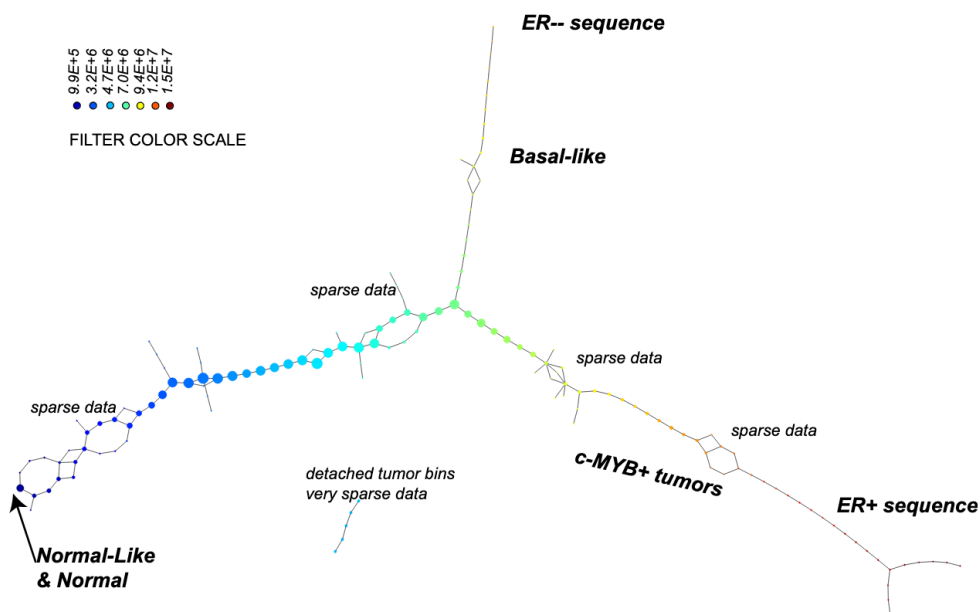 ER-- sequence
9.9E+5
3.2E+6
4.7E+6
7.0E+6
9.4E+6
1.2E+7
1.5E+7
FILTER COLOR SCALE
Basal-like
sparse data
sparse data
sparse data
sparse data
detached tumor bins
very sparse data
c-MYB+ tumors
ER+ sequence
Normal-Like
& Normal